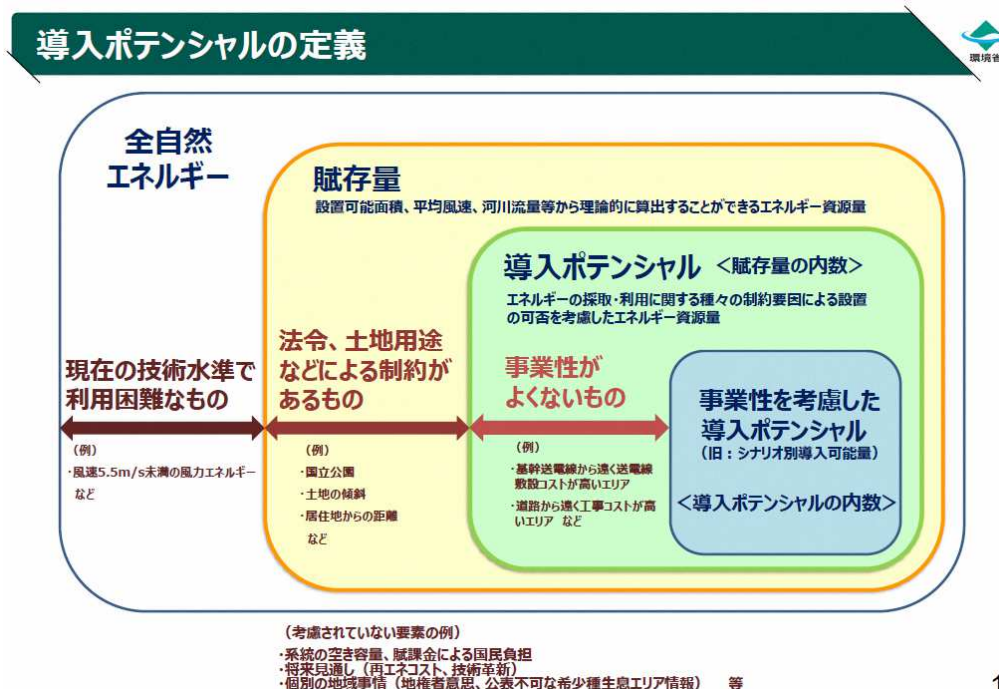 導入ポテンシャルの定義
環境省
全自然
エネルギー
賦存量
設置可能面積、平均風速、河川流量等から理論的に算出することができるエネルギー資源量
導入ポテンシャル <賦存量の内数>
エネルギーの採取・利用に関する種々の制約要因による設置
の可否を考慮したエネルギー資源量
現在の技術水準で
利用困難なもの
(例)
・風速5.5m/s未満の風力エネルギー
など
法令、土地用途
などによる制約が
あるもの
(例)
・国立公園
・土地の傾斜
・居住地からの距離
など
事業性が
よくないもの
(例)
・基幹送電線から遠く送電線
敷設コストが高いエリア
・道路から遠く工事コストが高
いエリア など
事業性を考慮した
導入ポテンシャル
(旧：シナリオ別導入可能量)
<導入ポテンシャルの内数>
(考慮されていない要素の例)
・系統の空き容量、賦課金による国民負担
・将来見通し（再エネコスト、技術革新）
・個別の地域事情（地権者意思、公表不可な希少種生息エリア情報） 等
1